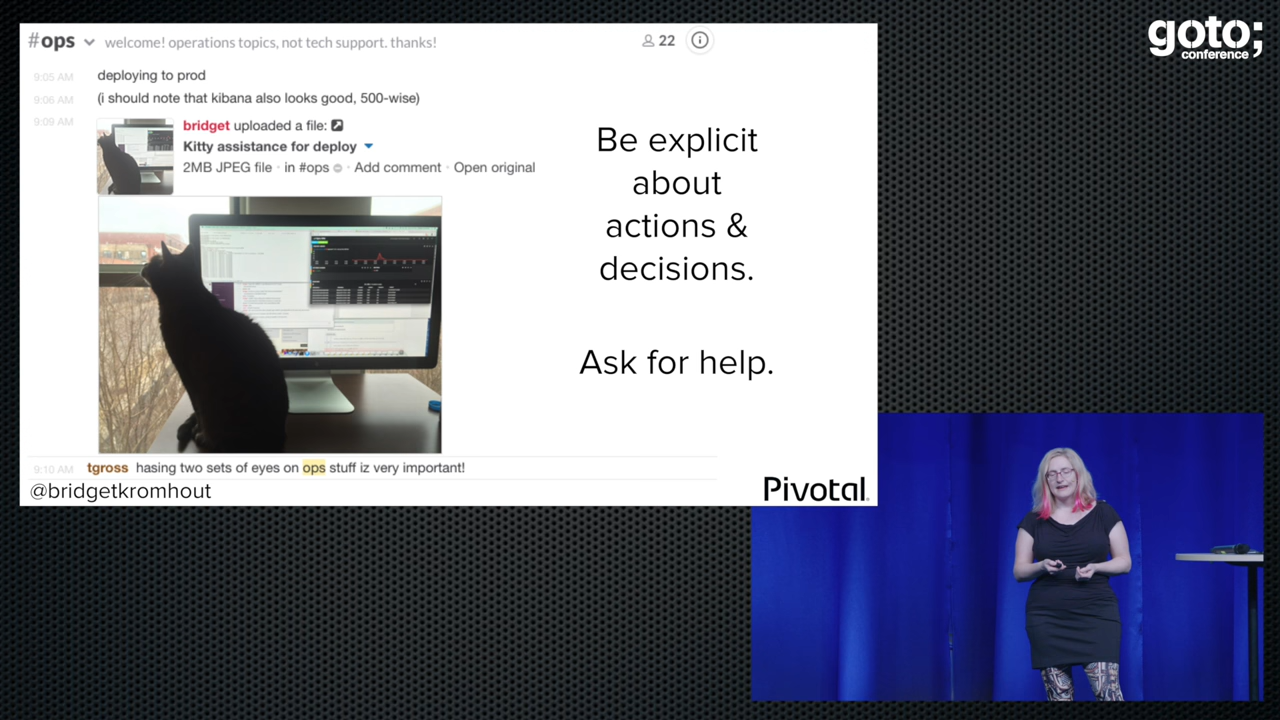 #ops welcome! operations topics, not tech support. thanks! 22
9:05 AM deploying to prod
9:06 AM (i should note that kibana also looks good, 500-wise)
9:09 AM bridget uploaded a file:
Kitty assistance for deploy
2MB JPEG file · in #ops · Add comment · Open original
9:10 AM tgross hasing two sets of eyes on ops stuff iz very important!
@bridgetkromhout
Be explicit
about
actions &
decisions.
Ask for help.
Pivotal.
goto;
conference